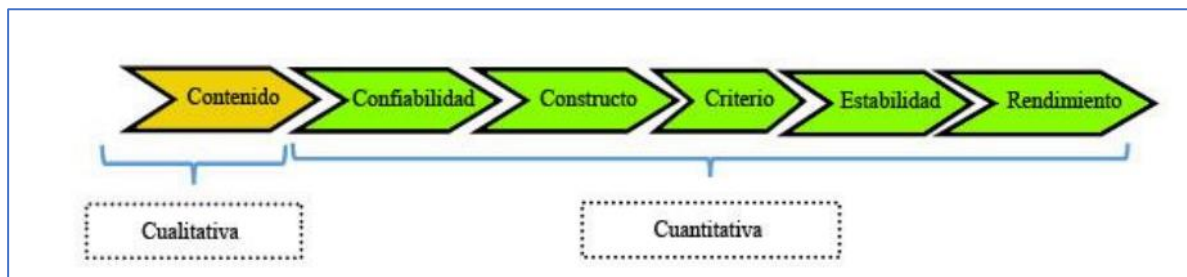 Contenido
Confiabilidad
Constructo
Criterio
Estabilidad
Rendimiento
Cualitativa
Cuantitativa